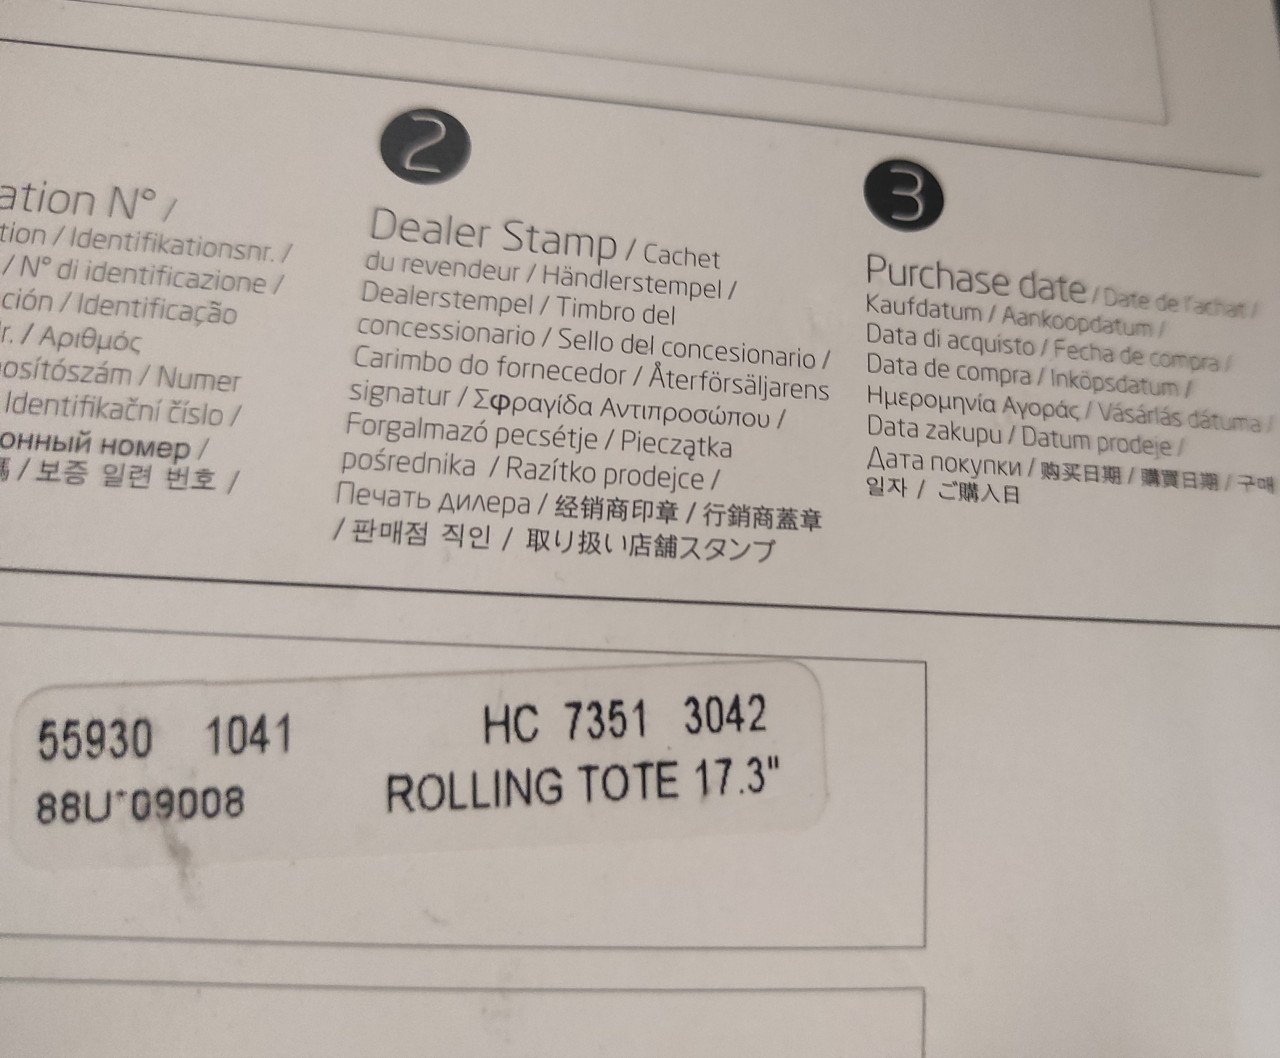 ation N° /
tion / Identifikationsnr. /
/ N° di identificazione /
ción / Identificação
r. / Αριθμός
osítószám / Numer
Identifikační číslo /
онный номер /
/ 보증 일련 번호 /
2
Dealer Stamp / Cachet
du revendeur / Händlerstempel /
Dealerstempel / Timbro del
concessionario / Sello del concesionario /
Carimbo do fornecedor / Återförsäljarens
signatur / Σφραγίδα Αντιπροσώπου /
Forgalmazó pecsétje / Pieczątka
pośrednika / Razítko prodejce /
Печать дилера / 经销商印章 / 行銷商蓋章
/ 판매점 직인 / 取り扱い店舗スタンプ
3
Purchase date / Date de l'achat /
Kaufdatum / Aankoopdatum /
Data di acquisto / Fecha de compra /
Data de compra / Inköpsdatum /
Ημερομηνία Αγοράς / Vásárlás dátuma /
Data zakupu / Datum prodeje /
Дата покупки / 购买日期 / 購買日期 / 구매
일자 / ご購入日
55930 1041 HC 7351 3042
88U*09008 ROLLING TOTE 17.3"